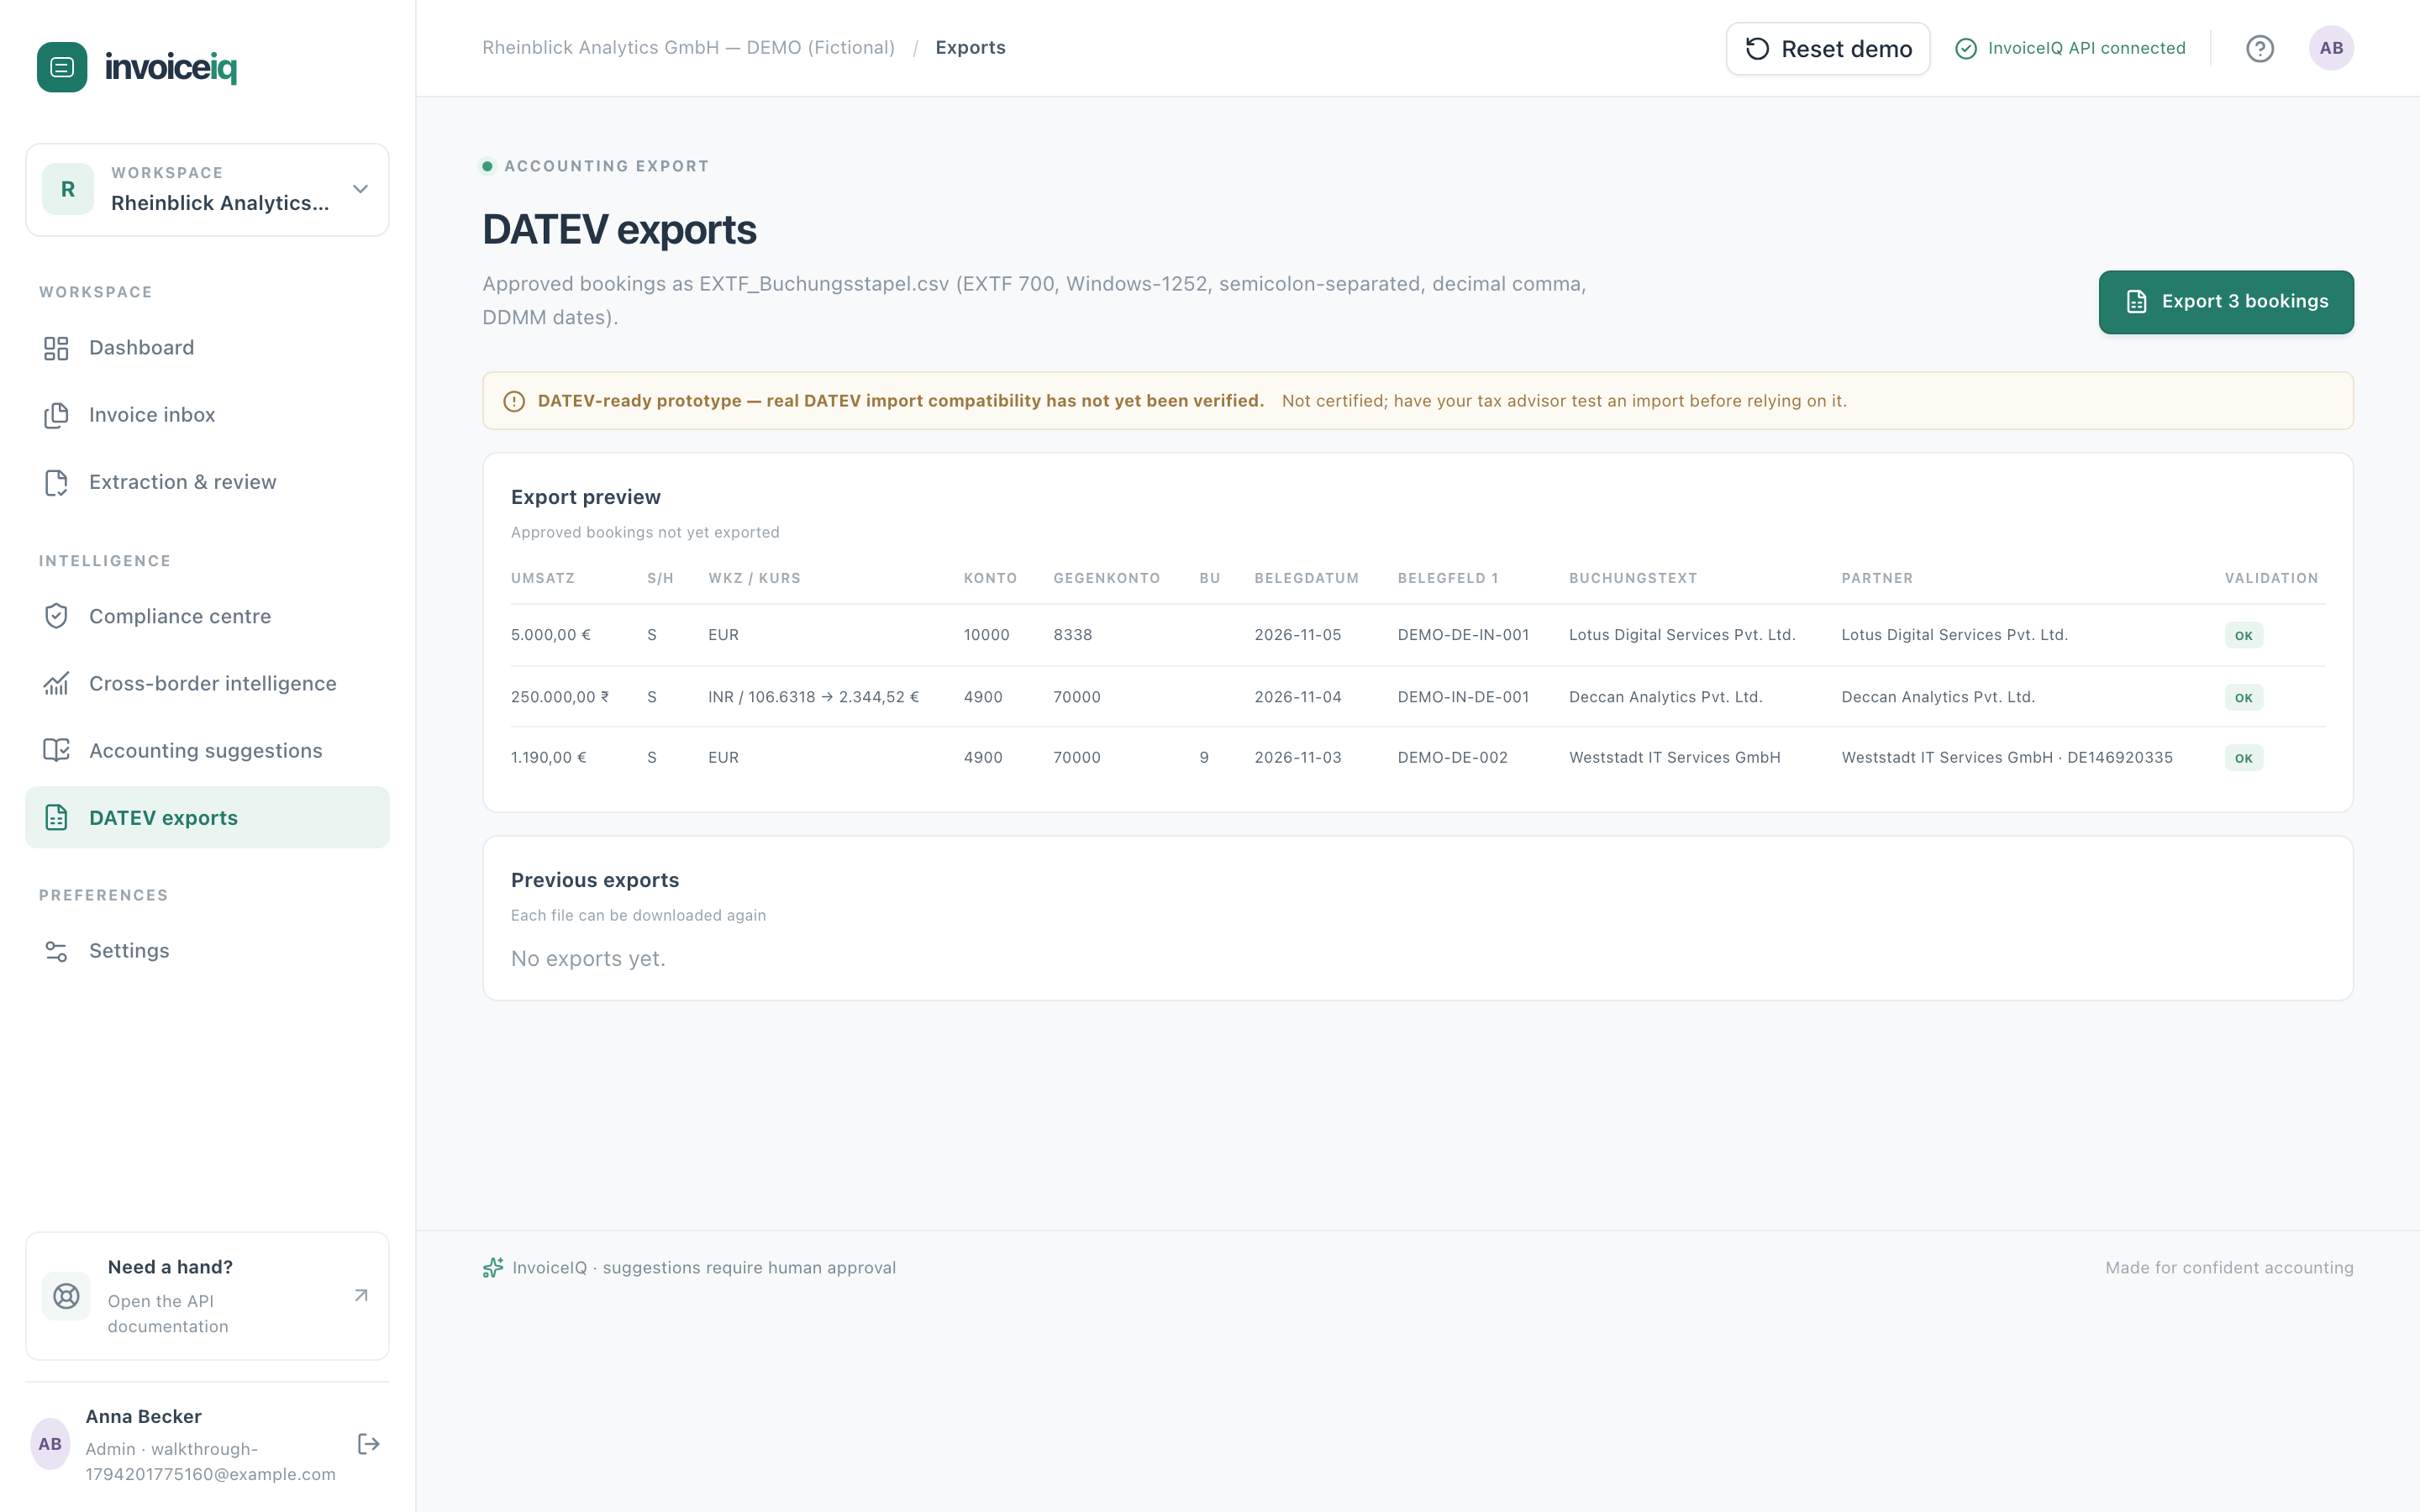 invoiceiq
R
WORKSPACE
Rheinblick Analytics...
WORKSPACE
Dashboard
Invoice inbox
Extraction & review
INTELLIGENCE
Compliance centre
Cross-border intelligence
Accounting suggestions
DATEV exports
PREFERENCES
Settings
Need a hand?
Open the API
documentation
AB
Anna Becker
Admin · walkthrough-
1794201775160@example.com
Rheinblick Analytics GmbH — DEMO (Fictional) / Exports
Reset demo
InvoiceIQ API connected
AB
ACCOUNTING EXPORT
DATEV exports
Approved bookings as EXTF_Buchungsstapel.csv (EXTF 700, Windows-1252, semicolon-separated, decimal comma,
DDMM dates).
Export 3 bookings
DATEV-ready prototype — real DATEV import compatibility has not yet been verified. Not certified; have your tax advisor test an import before relying on it.
Export preview
Approved bookings not yet exported
UMSATZ S/H WKZ / KURS KONTO GEGENKONTO BU BELEGDATUM BELEGFELD 1 BUCHUNGSTEXT PARTNER VALIDATION
5.000,00 € S EUR 10000 8338 2026-11-05 DEMO-DE-IN-001 Lotus Digital Services Pvt. Ltd. Lotus Digital Services Pvt. Ltd. OK
250.000,00 ₹ S INR / 106.6318 → 2.344,52 € 4900 70000 2026-11-04 DEMO-IN-DE-001 Deccan Analytics Pvt. Ltd. Deccan Analytics Pvt. Ltd. OK
1.190,00 € S EUR 4900 70000 9 2026-11-03 DEMO-DE-002 Weststadt IT Services GmbH Weststadt IT Services GmbH · DE146920335 OK
Previous exports
Each file can be downloaded again
No exports yet.
InvoiceIQ · suggestions require human approval
Made for confident accounting